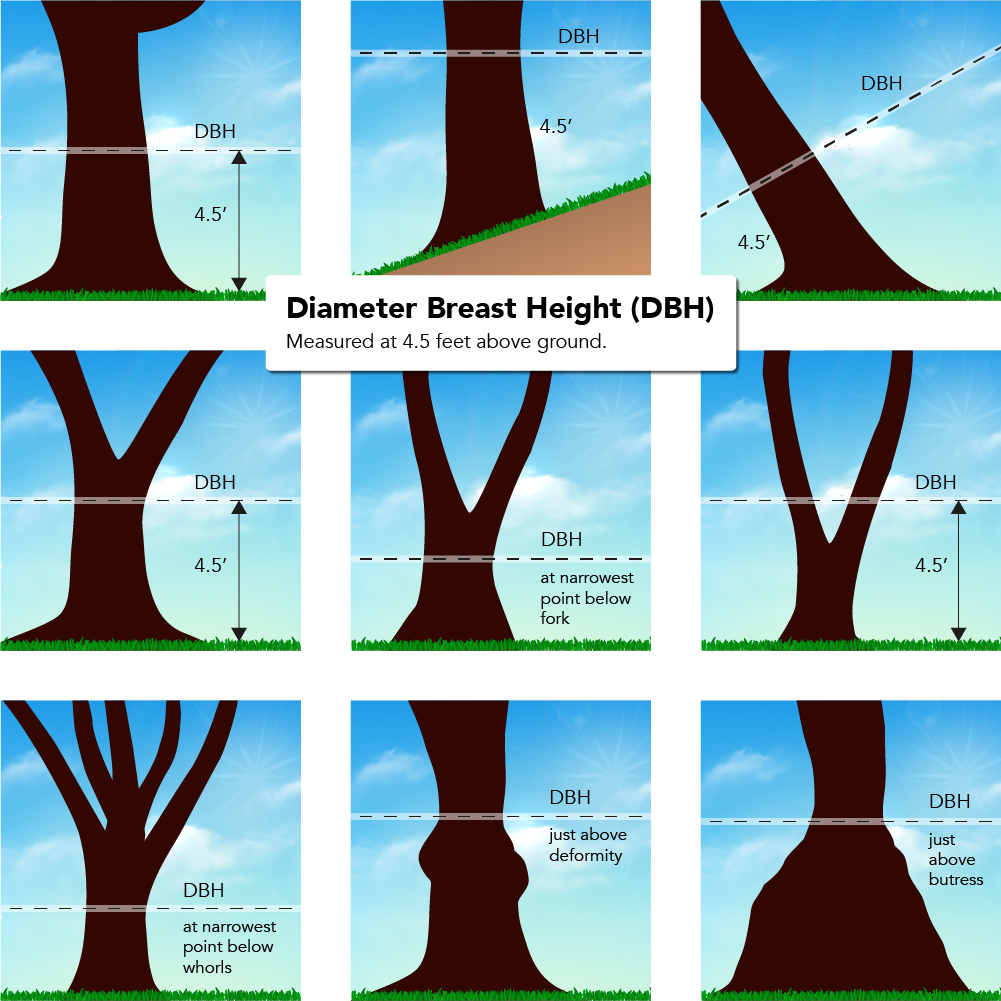 DBH
4.5’
DBH
4.5’
DBH
4.5’
Diameter Breast Height (DBH)
Measured at 4.5 feet above ground.
DBH
4.5’
DBH
at narrowest
point below
fork
DBH
4.5’
DBH
at narrowest
point below
whorls
DBH
just above
deformity
DBH
just
above
butress